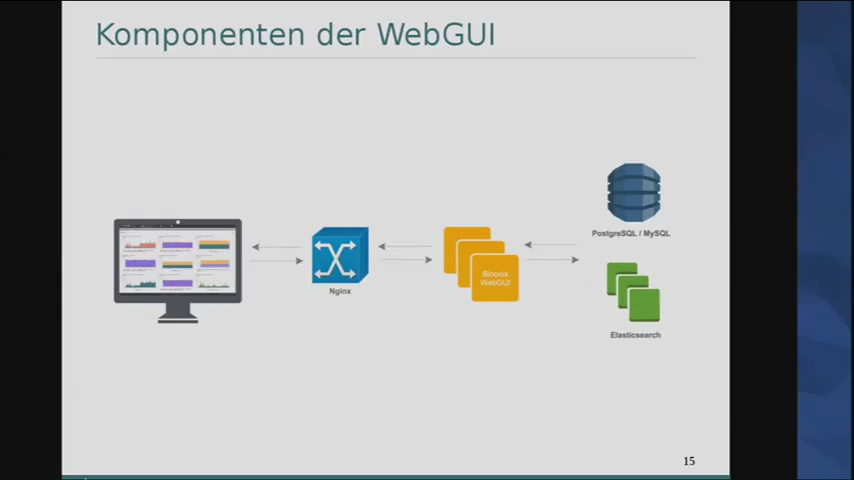 Komponenten der WebGUI
PostgreSQL / MySQL
Nginx
Bloonix
WebGUI
Elasticsearch
15